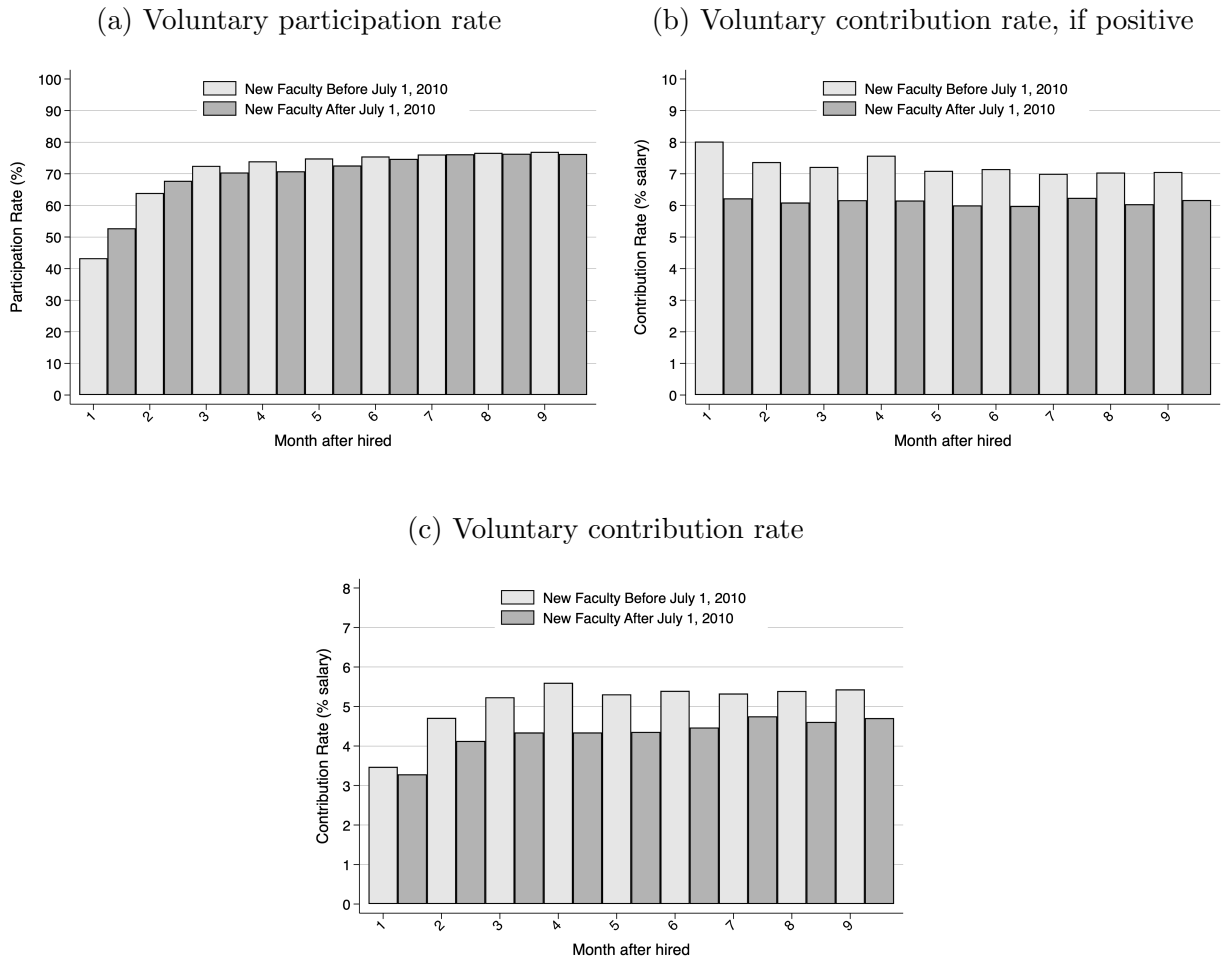 (a) Voluntary participation rate
100
90
80
70
60
50
40
30
20
10
0
Participation Rate (%)
New Faculty Before July 1, 2010
New Faculty After July 1, 2010
1 2 3 4 5 6 7 8 9
Month after hired
(b) Voluntary contribution rate, if positive
10
9
8
7
6
5
4
3
2
1
0
Contribution Rate (% salary)
New Faculty Before July 1, 2010
New Faculty After July 1, 2010
1 2 3 4 5 6 7 8 9
Month after hired
(c) Voluntary contribution rate
8
7
6
5
4
3
2
1
0
Contribution Rate (% salary)
New Faculty Before July 1, 2010
New Faculty After July 1, 2010
1 2 3 4 5 6 7 8 9
Month after hired